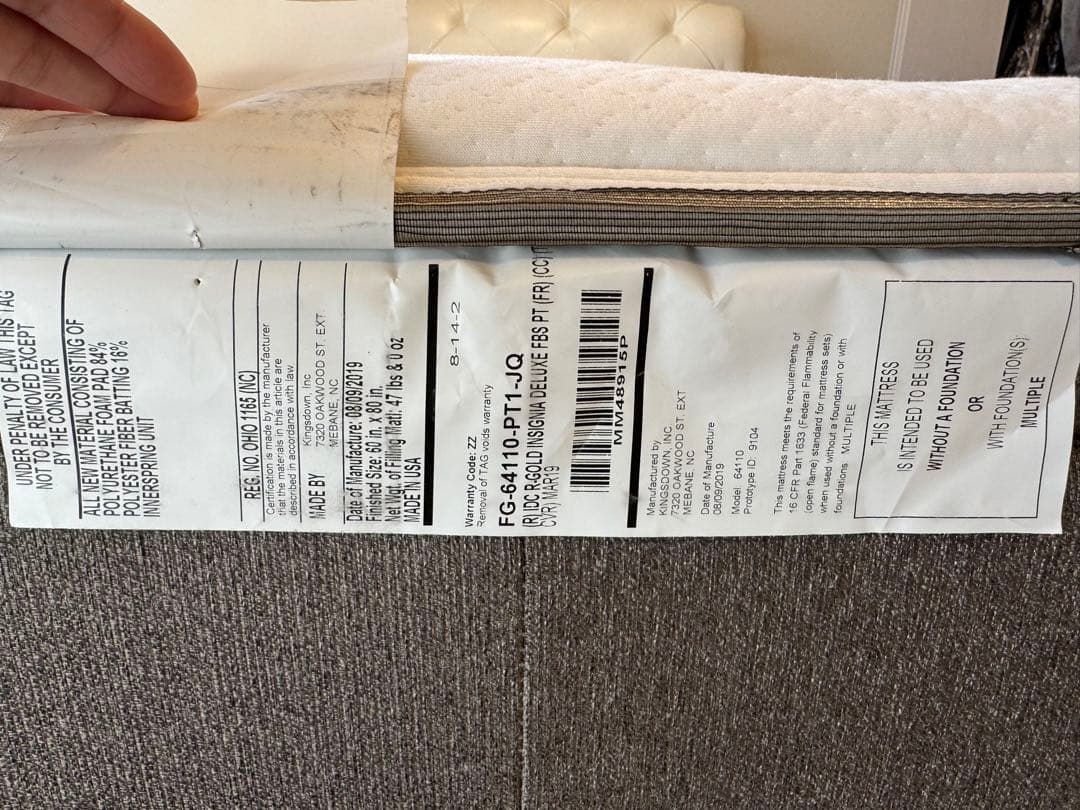 UNDER PENALTY OF LAW THIS TAG
NOT TO BE REMOVED EXCEPT
BY THE CONSUMER
ALL NEW MATERIAL CONSISTING OF
POLYURETHANE FOAM PAD 84%
POLYESTER FIBER BATTING 16%
INNERSPRING UNIT
REG. NO. OHIO 1165 (NC)
Certification is made by the manufacturer
that the materials in this article are
described in accordance with law.
MADE BY Kingsdown, Inc
7320 OAKWOOD ST. EXT.
MEBANE, NC
Date of Manufacture: 08/09/2019
Finished Size: 60 in. x 80 in.
Net Wgt. of Filling Matl: 47 lbs & 0 oz
MADE IN USA
8-14-2
Warranty Code: ZZ
Removal of TAG voids warranty
FG-64110-PT1-JQ
(R) IDC R-GOLD INSIGNIA DELUXE FBS PT (FR) (CC)(T
CVR) MAR19
MM48915P
Manufactured by
KINGSDOWN, INC.
7320 OAKWOOD ST. EXT
MEBANE, NC
Date of Manufacture
08/09/2019
Model 64110
Prototype ID: 9104
This mattress meets the requirements of
16 CFR Part 1633 (Federal Flammability
(open flame) standard for mattress sets)
when used without a foundation or with
foundations MULTIPLE
THIS MATTRESS
IS INTENDED TO BE USED
WITHOUT A FOUNDATION
OR
WITH FOUNDATION(S):
MULTIPLE